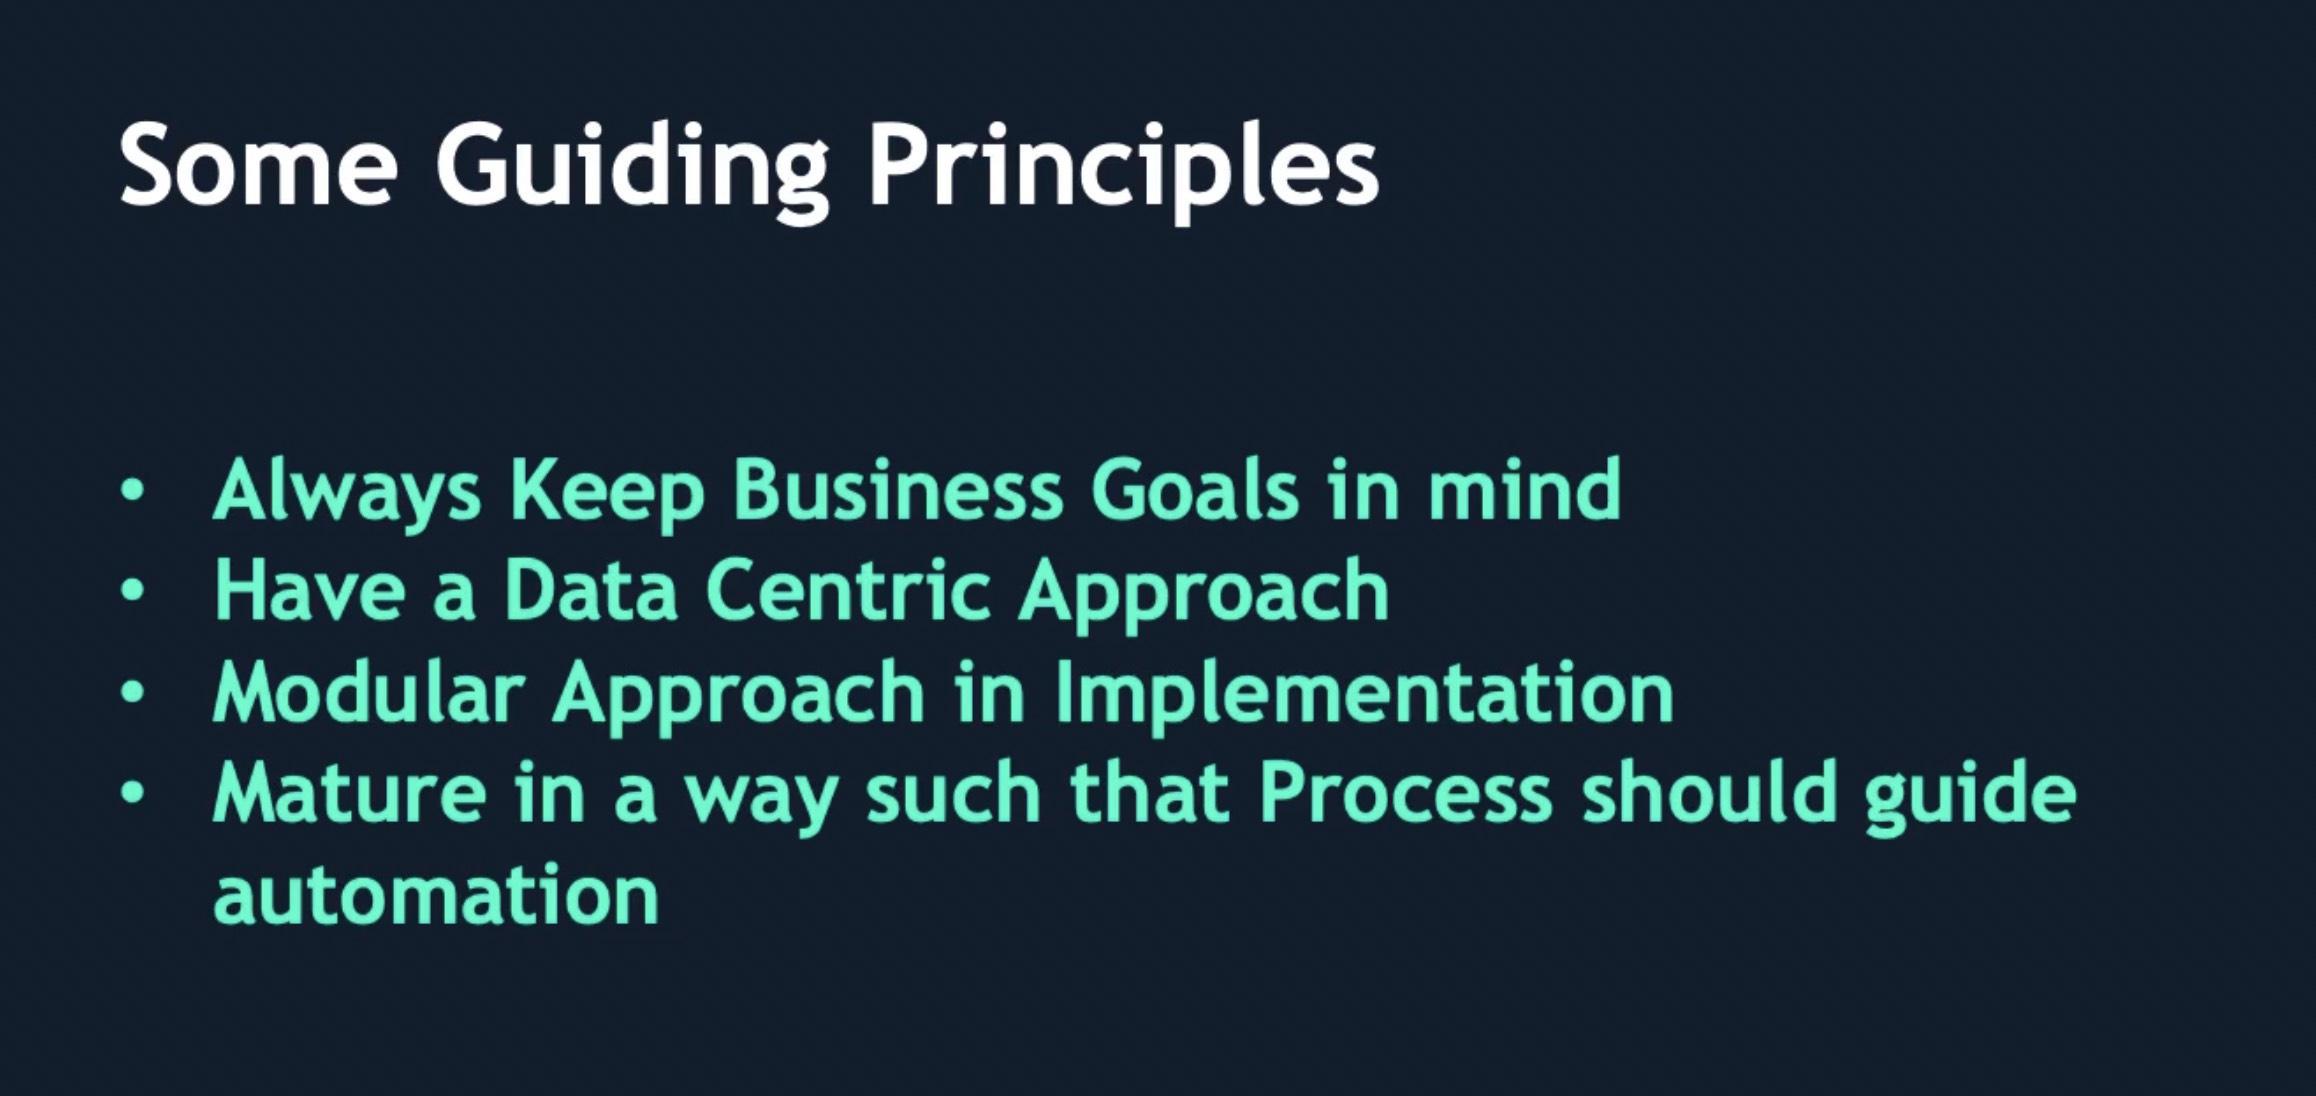 Some Guiding Principles
• Always Keep Business Goals in mind
• Have a Data Centric Approach
• Modular Approach in Implementation
• Mature in a way such that Process should guide
automation